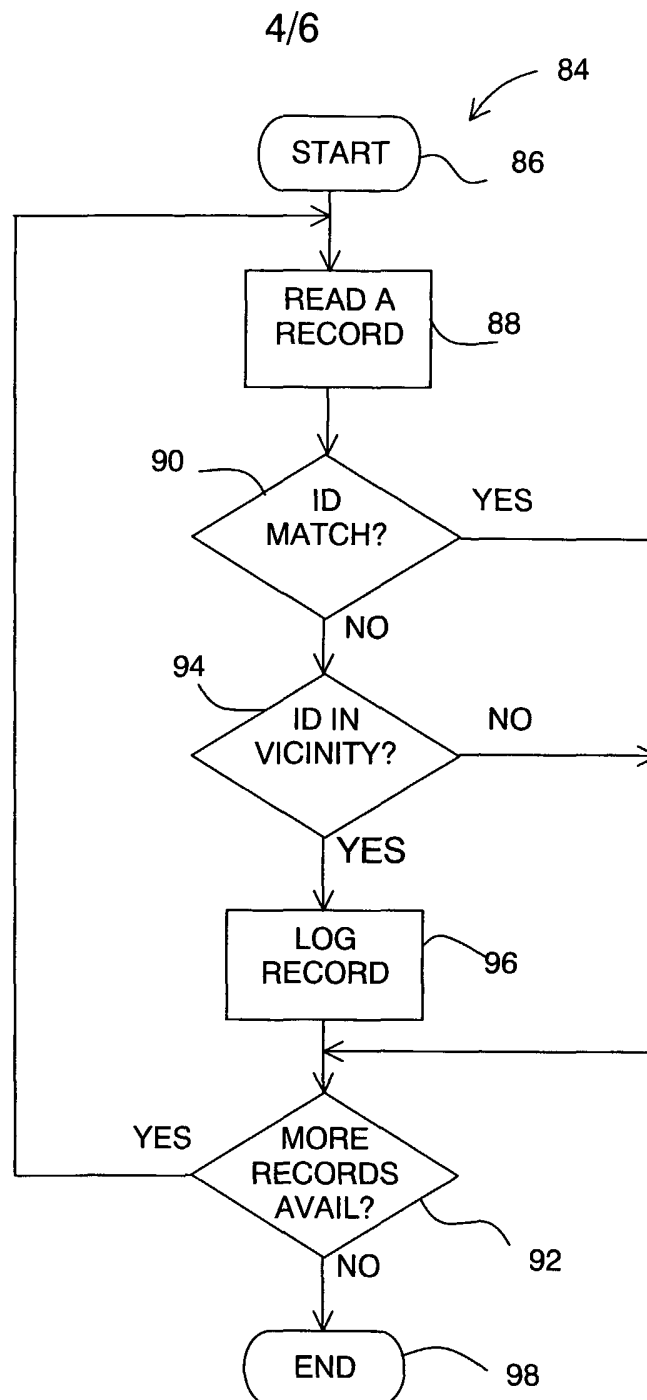 4/6
84
START
86
READ A
RECORD
88
90
ID
MATCH?
YES
NO
94
ID IN
VICINITY?
NO
YES
LOG
RECORD
96
YES
MORE
RECORDS
AVAIL?
92
NO
END
98